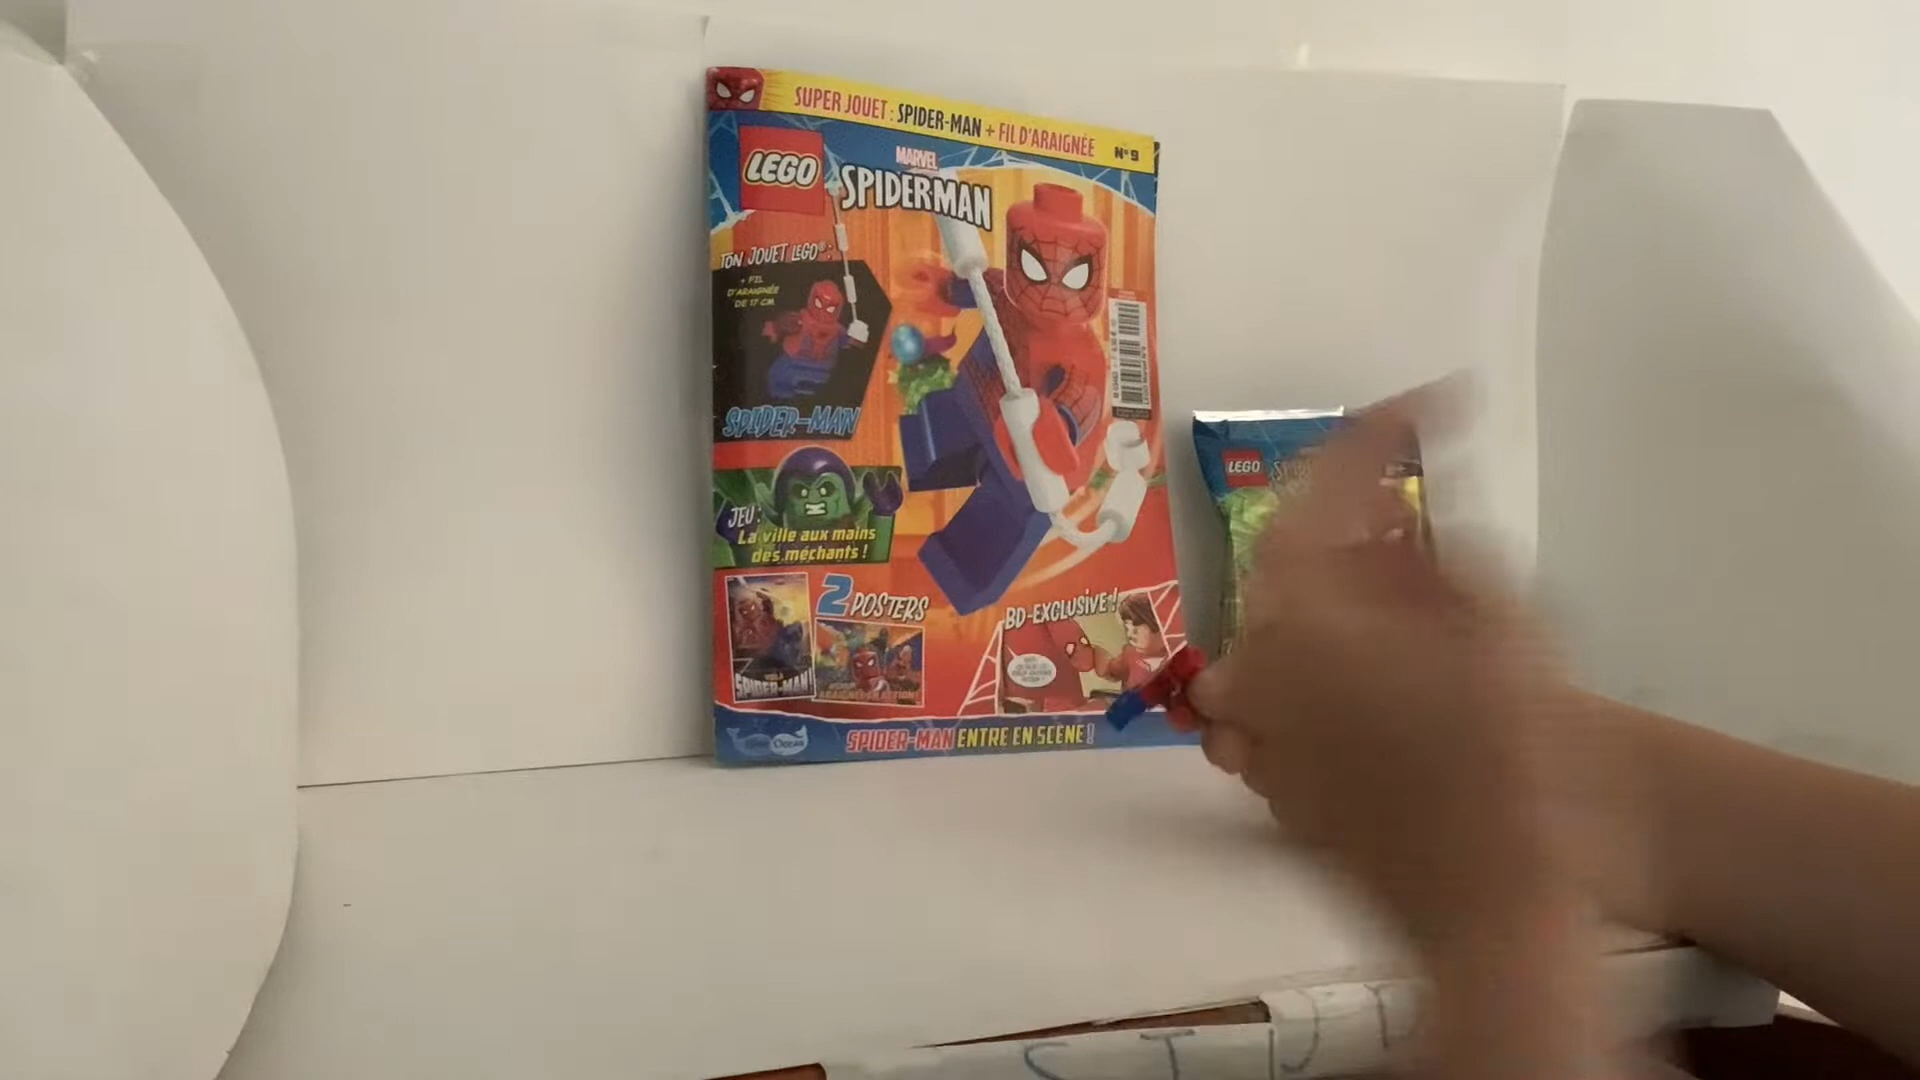 SUPER JOUET : SPIDER-MAN + FIL D'ARAIGNÉE
N° 9
LEGO
MARVEL
SPIDER-MAN
TON JOUET LEGO® :
+ FIL
D'ARAIGNÉE
DE 17 CM
SPIDER-MAN
JEU :
La ville aux mains
des méchants !
2 POSTERS
SPIDER-MAN!
BD-EXCLUSIVE !
SPIDER-MAN ENTRE EN SCÈNE !
LEGO
STU